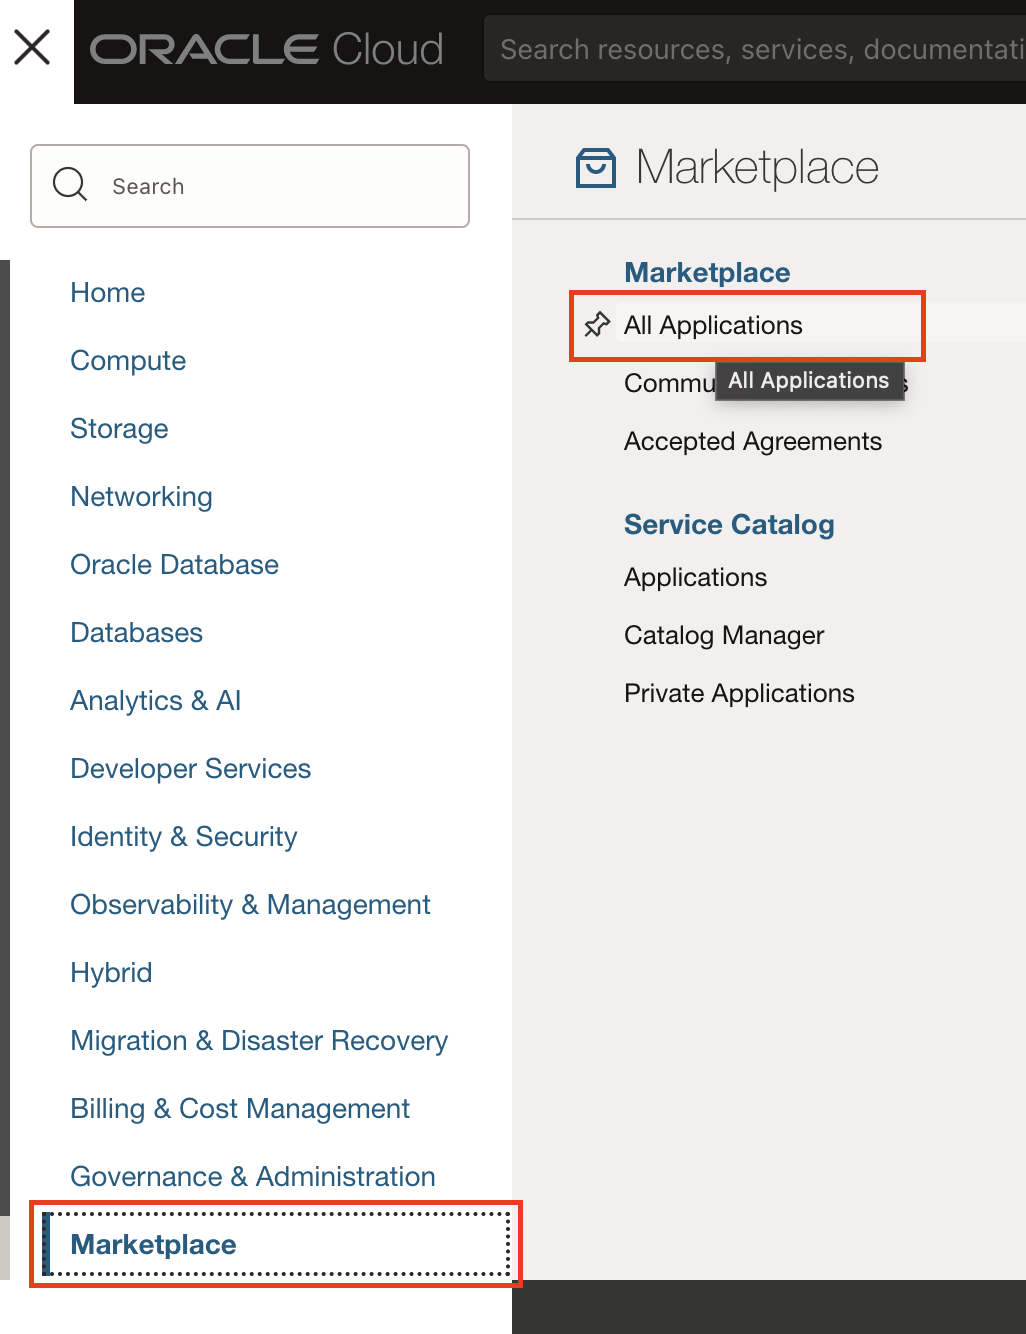 ORACLE Cloud
Search resources, services, documentati
Search
Home
Compute
Storage
Networking
Oracle Database
Databases
Analytics & AI
Developer Services
Identity & Security
Observability & Management
Hybrid
Migration & Disaster Recovery
Billing & Cost Management
Governance & Administration
Marketplace
Marketplace
Marketplace
All Applications
All Applications
Accepted Agreements
Service Catalog
Applications
Catalog Manager
Private Applications